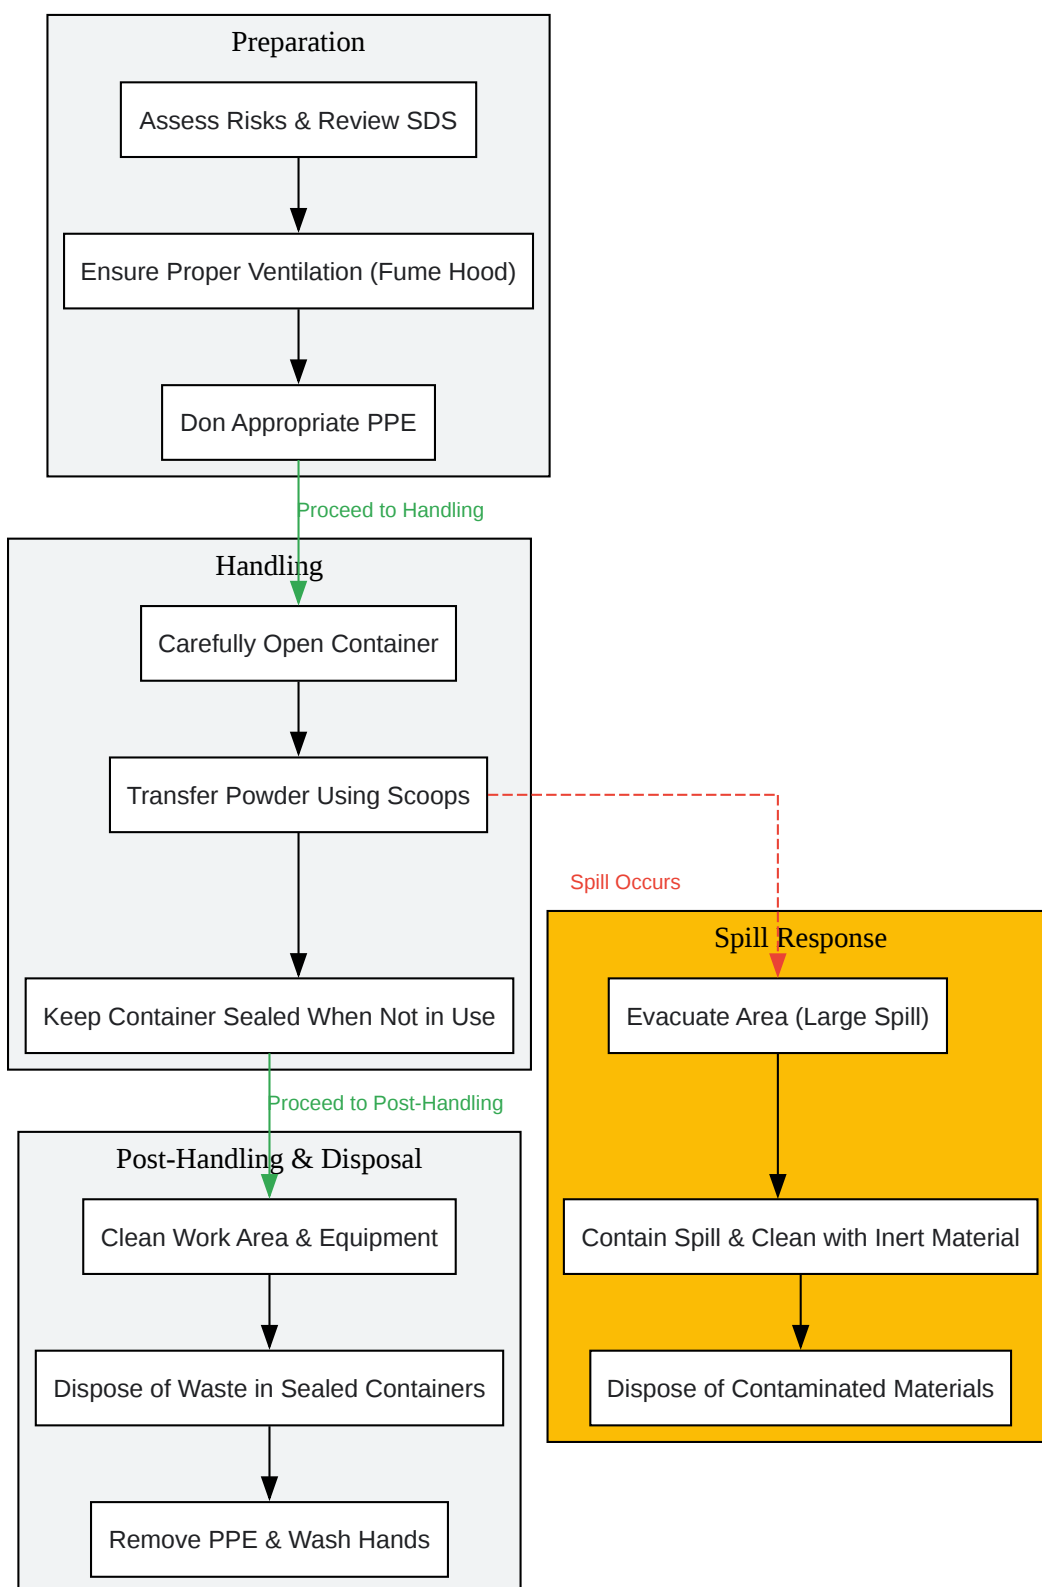 Preparation
Assess Risks & Review SDS
Ensure Proper Ventilation (Fume Hood)
Don Appropriate PPE
Proceed to Handling
Handling
Carefully Open Container
Transfer Powder Using Scoops
Spill Occurs
Keep Container Sealed When Not in Use
Spill Response
Evacuate Area (Large Spill)
Contain Spill & Clean with Inert Material
Dispose of Contaminated Materials
Proceed to Post-Handling
Post-Handling & Disposal
Clean Work Area & Equipment
Dispose of Waste in Sealed Containers
Remove PPE & Wash Hands